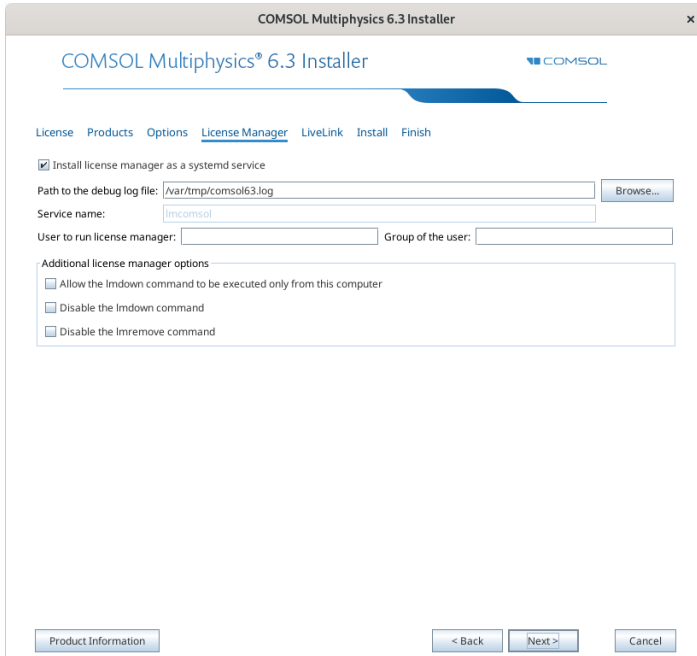 COMSOL Multiphysics 6.3 Installer
×
COMSOL Multiphysics® 6.3 Installer
COMSOL
License Products Options License Manager LiveLink Install Finish
Install license manager as a systemd service
Path to the debug log file: /var/tmp/comsol63.log Browse...
Service name: lmcomsol
User to run license manager: Group of the user:
Additional license manager options
Allow the lmdown command to be executed only from this computer
Disable the lmdown command
Disable the lmremove command
Product Information < Back Next > Cancel